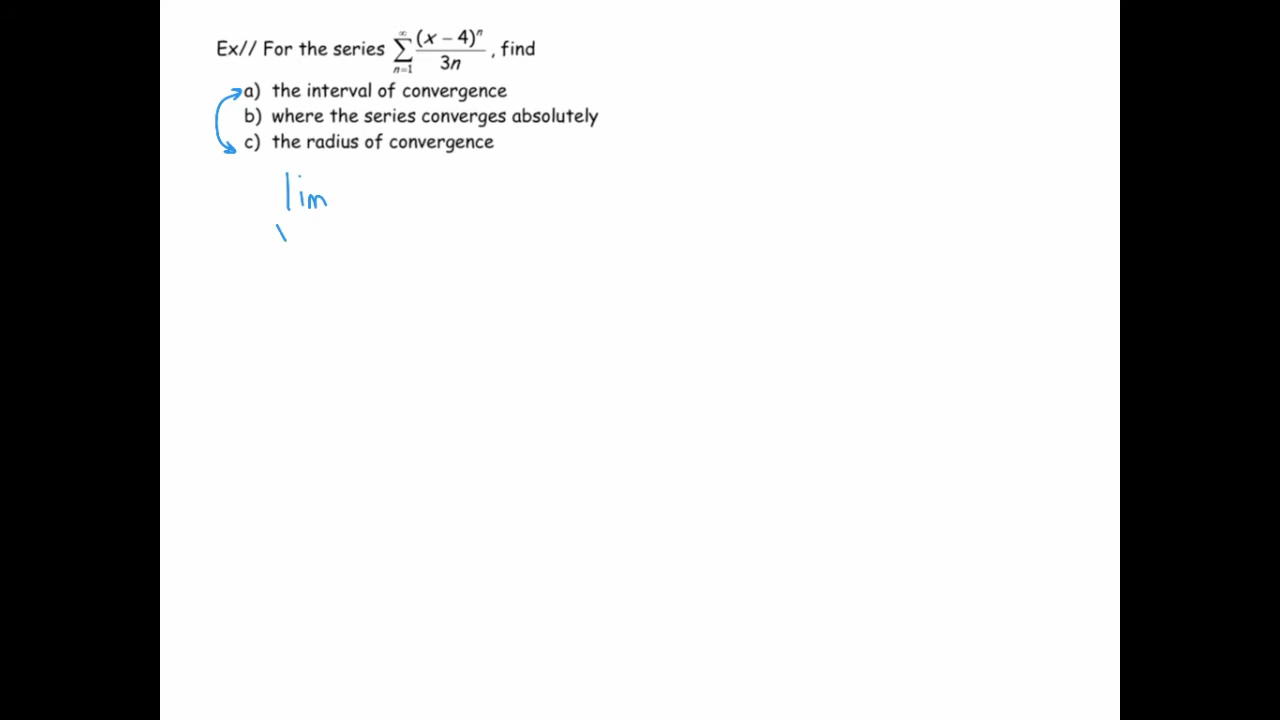 Ex// For the series ∑_{n=1}^{∞} (x – 4)^n / 3n , find
a) the interval of convergence
b) where the series converges absolutely
c) the radius of convergence
lim